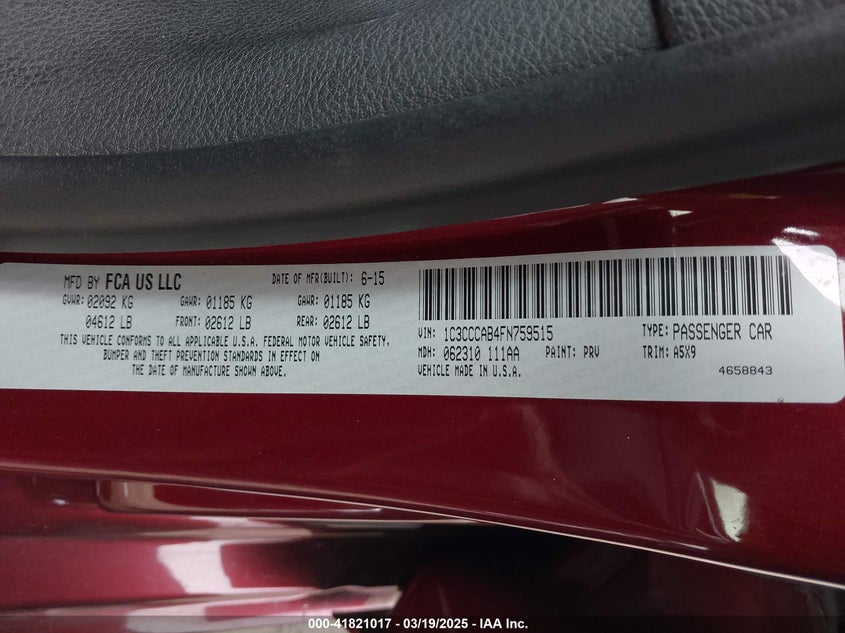 MFD BY FCA US LLC DATE OF MFR(BUILT): 6-15
GVWR: 02092 KG GAWR: 01185 KG GAWR: 01185 KG
04612 LB FRONT: 02612 LB REAR: 02612 LB
THIS VEHICLE CONFORMS TO ALL APPLICABLE U.S.A. FEDERAL MOTOR VEHICLE SAFETY,
BUMPER AND THEFT PREVENTION STANDARDS IN EFFECT ON
THE DATE OF MANUFACTURE SHOWN ABOVE.
VIN: 1C3CCCAB4FN759515 TYPE: PASSENGER CAR
MDH: 062310 111AA PAINT: PRV TRIM: A5X9
VEHICLE MADE IN U.S.A. 4658843
000-41821017 — 03/19/2025 - IAA Inc.